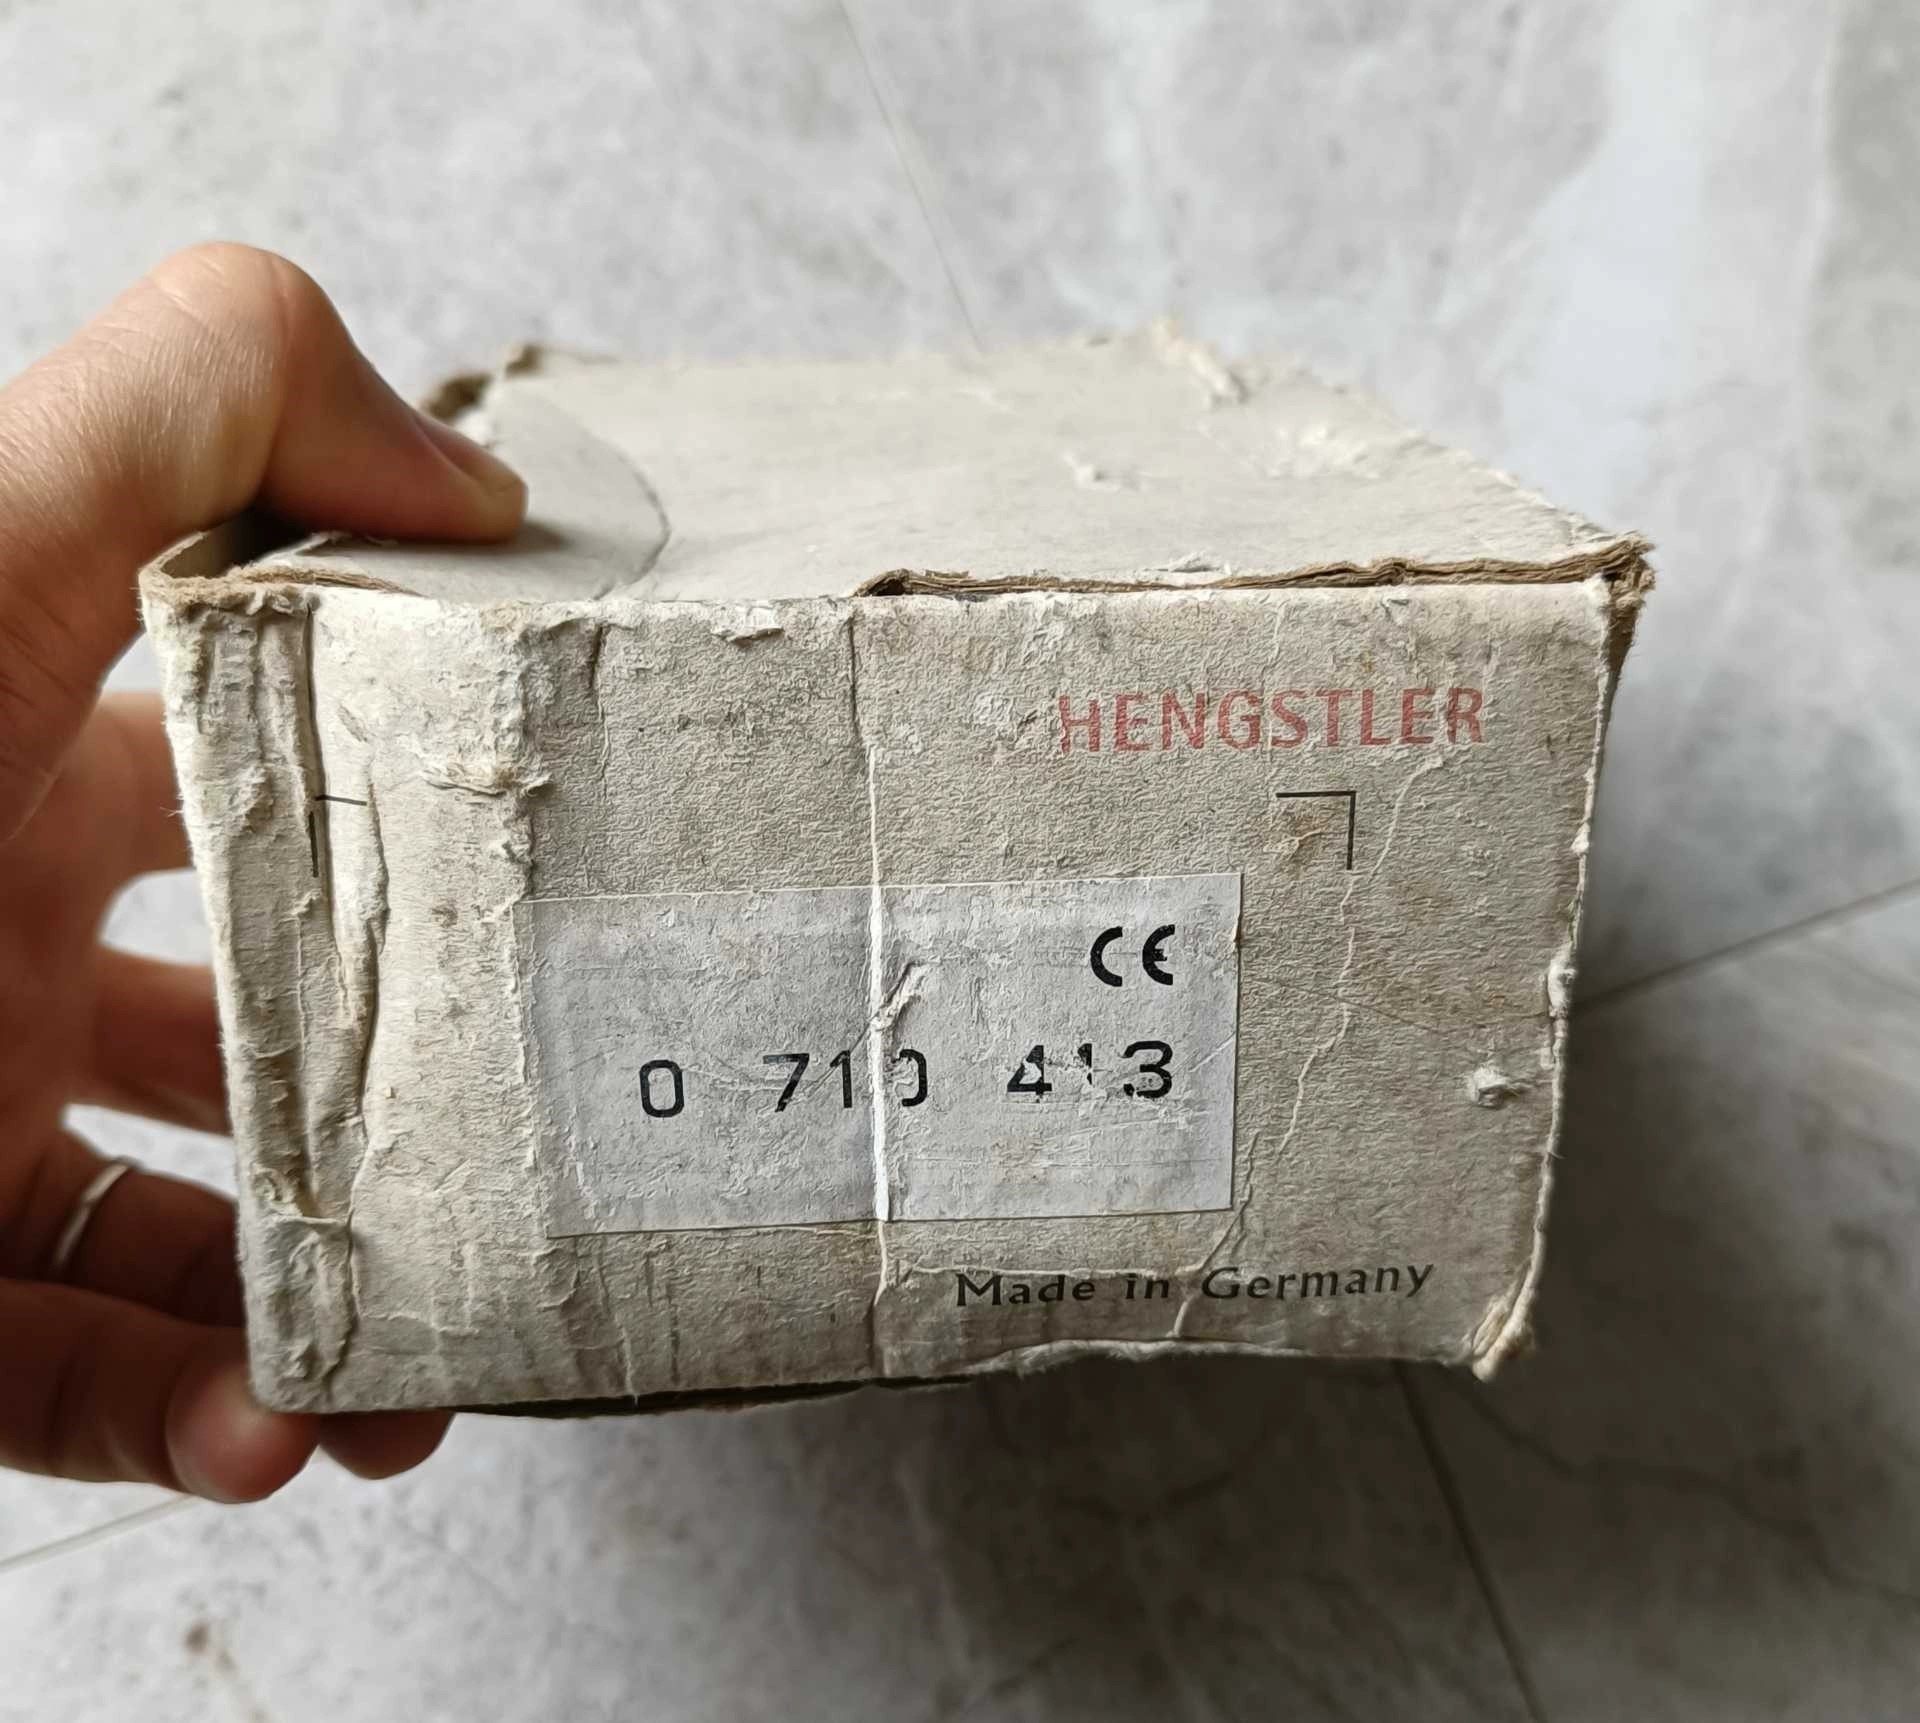 HENGSTLER
CE
0 710 413
Made in Germany